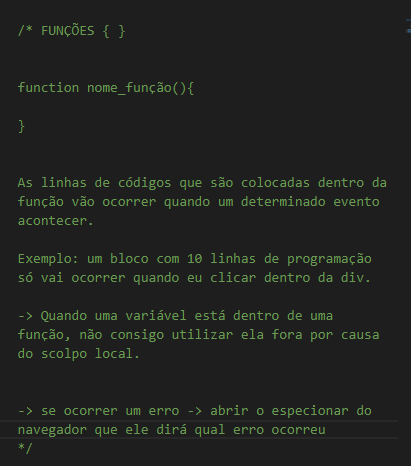 /* FUNÇÕES { }
function nome_função(){
}
As linhas de códigos que são colocadas dentro da
função vão ocorrer quando um determinado evento
acontecer.
Exemplo: um bloco com 10 linhas de programação
só vai ocorrer quando eu clicar dentro da div.
-> Quando uma variável está dentro de uma
função, não consigo utilizar ela fora por causa
do scolpo local.
-> se ocorrer um erro -> abrir o especionar do
navegador que ele dirá qual erro ocorreu
*/